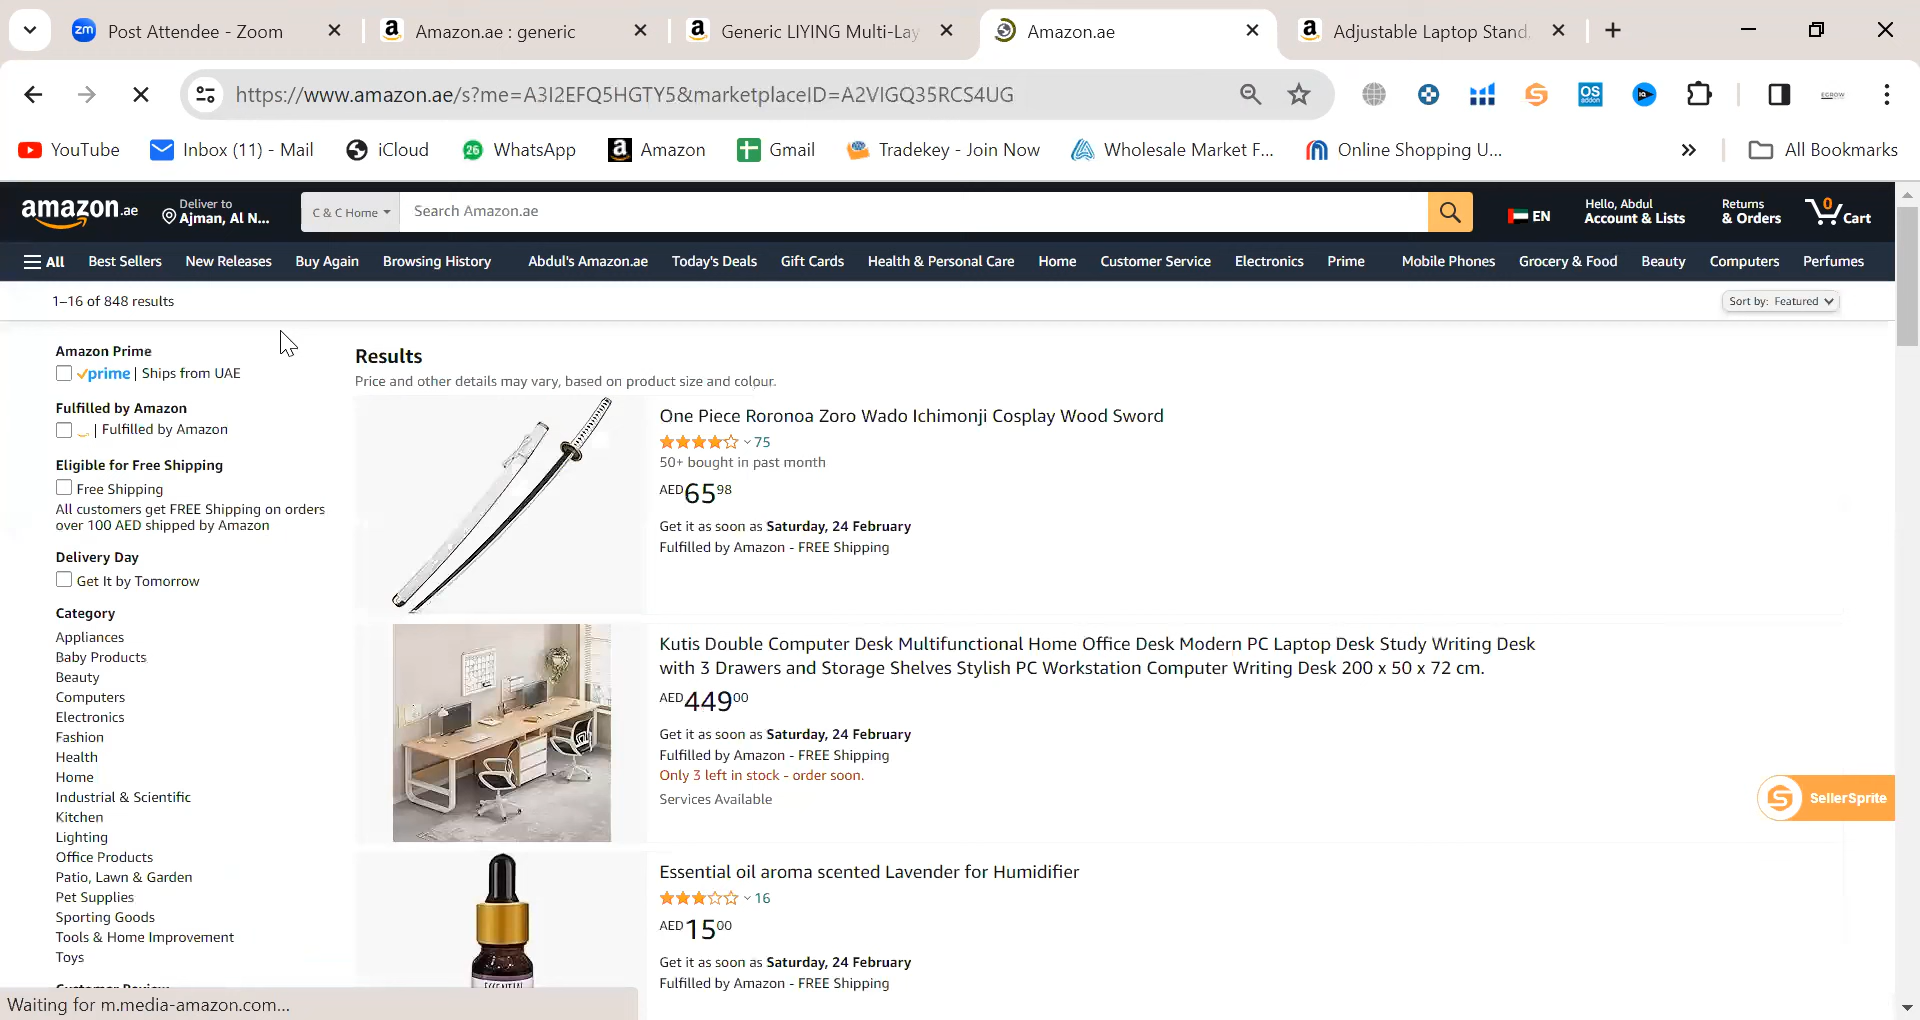 zm Post Attendee - Zoom
Amazon.ae : generic
Generic LIYING Multi-Lay
Amazon.ae
Adjustable Laptop Stand,
https://www.amazon.ae/s?me=A3I2EFQ5HGTY5&marketplaceID=A2VIGQ35RCS4UG
OS addon
EGROW
YouTube
Inbox (11) - Mail
iCloud
26 WhatsApp
Amazon
Gmail
Tradekey - Join Now
Wholesale Market F...
Online Shopping U...
All Bookmarks
amazon.ae
Deliver to
Ajman, Al N...
C & C Home
Search Amazon.ae
EN
Hello, Abdul
Account & Lists
Returns
& Orders
0
Cart
All
Best Sellers
New Releases
Buy Again
Browsing History
Abdul's Amazon.ae
Today's Deals
Gift Cards
Health & Personal Care
Home
Customer Service
Electronics
Prime
Mobile Phones
Grocery & Food
Beauty
Computers
Perfumes
1–16 of 848 results
Sort by: Featured
Amazon Prime
prime | Ships from UAE
Fulfilled by Amazon
| Fulfilled by Amazon
Eligible for Free Shipping
Free Shipping
All customers get FREE Shipping on orders
over 100 AED shipped by Amazon
Delivery Day
Get It by Tomorrow
Category
Appliances
Baby Products
Beauty
Computers
Electronics
Fashion
Health
Home
Industrial & Scientific
Kitchen
Lighting
Office Products
Patio, Lawn & Garden
Pet Supplies
Sporting Goods
Tools & Home Improvement
Toys
Customer Review
Results
Price and other details may vary, based on product size and colour.
One Piece Roronoa Zoro Wado Ichimonji Cosplay Wood Sword
75
50+ bought in past month
AED65 98
Get it as soon as Saturday, 24 February
Fulfilled by Amazon - FREE Shipping
Kutis Double Computer Desk Multifunctional Home Office Desk Modern PC Laptop Desk Study Writing Desk
with 3 Drawers and Storage Shelves Stylish PC Workstation Computer Writing Desk 200 x 50 x 72 cm.
AED449 00
Get it as soon as Saturday, 24 February
Fulfilled by Amazon - FREE Shipping
Only 3 left in stock - order soon.
Services Available
Essential oil aroma scented Lavender for Humidifier
16
AED15 00
Get it as soon as Saturday, 24 February
Fulfilled by Amazon - FREE Shipping
ESSENTIAL
S SellerSprite
Waiting for m.media-amazon.com...